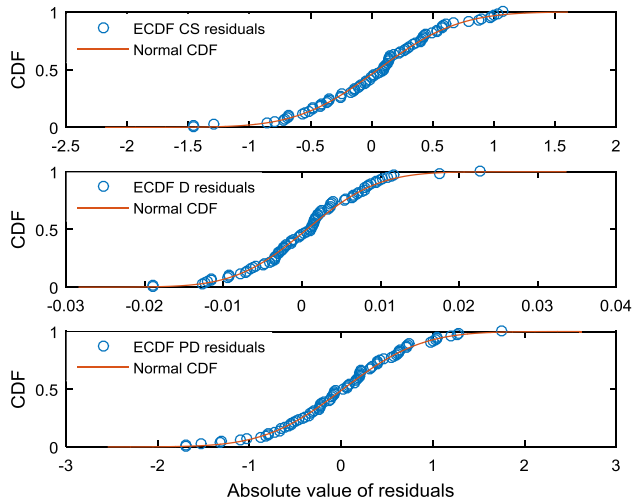 1
ECDF CS residuals
Normal CDF
CDF
0.5
0
-2.5 -2 -1.5 -1 -0.5 0 0.5 1 1.5 2
1
ECDF D residuals
Normal CDF
CDF
0.5
0
-0.03 -0.02 -0.01 0 0.01 0.02 0.03 0.04
1
ECDF PD residuals
Normal CDF
CDF
0.5
0
-3 -2 -1 0 1 2 3
Absolute value of residuals